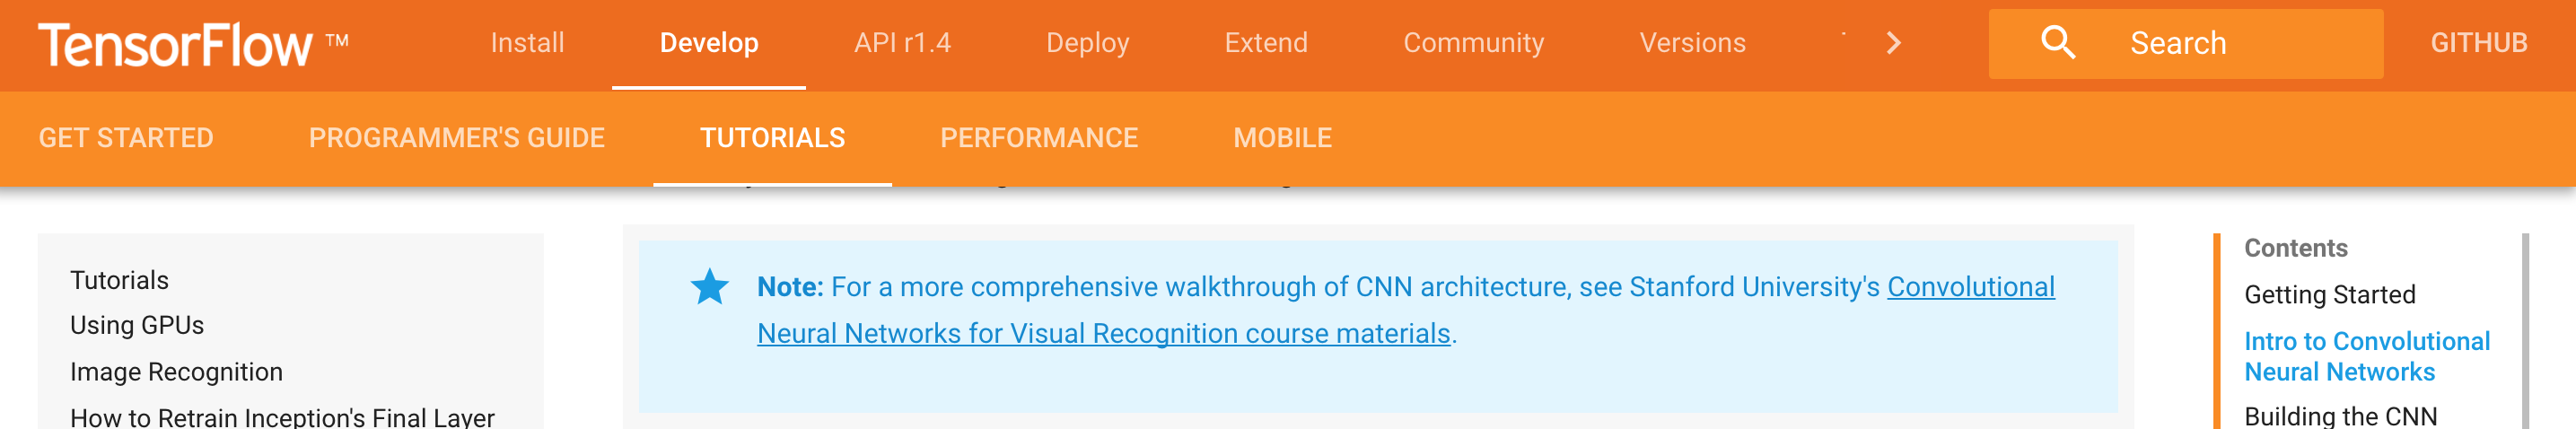 TensorFlow ™ Install Develop API r1.4 Deploy Extend Community Versions Search GITHUB
GET STARTED PROGRAMMER'S GUIDE TUTORIALS PERFORMANCE MOBILE
Tutorials
Using GPUs
Image Recognition
How to Retrain Inception's Final Layer
Note: For a more comprehensive walkthrough of CNN architecture, see Stanford University's Convolutional
Neural Networks for Visual Recognition course materials.
Contents
Getting Started
Intro to Convolutional
Neural Networks
Building the CNN